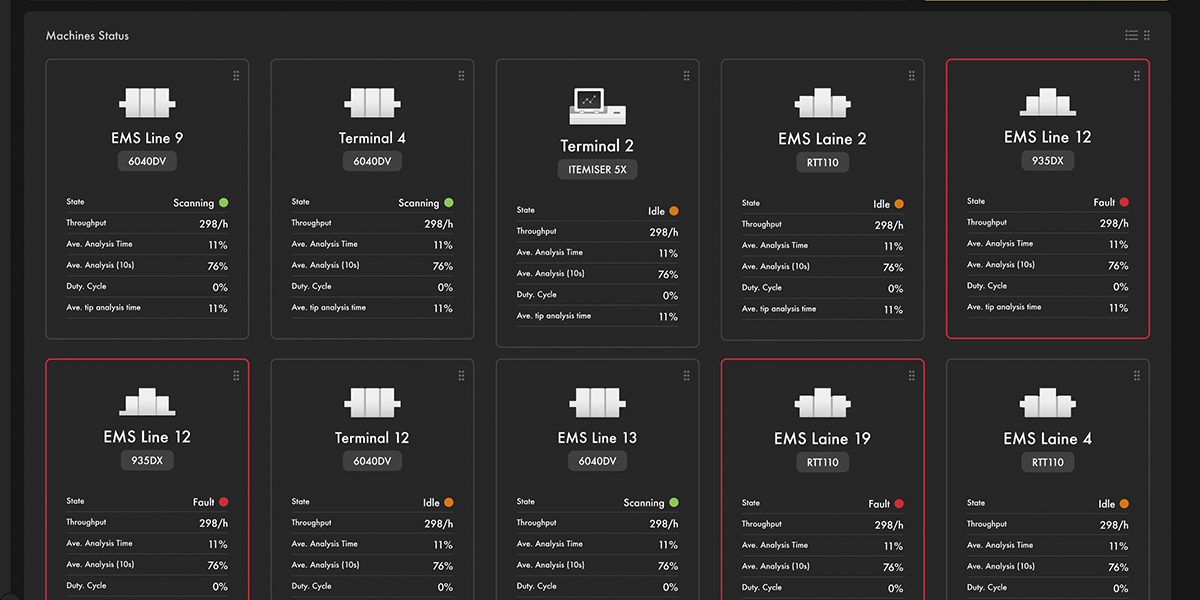 Machines Status
EMS Line 9
6040DV
State Scanning
Throughput 298/h
Ave. Analysis Time 11%
Ave. Analysis (10s) 76%
Duty. Cycle 0%
Ave. tip analysis time 11%
Terminal 4
6040DV
State Scanning
Throughput 298/h
Ave. Analysis Time 11%
Ave. Analysis (10s) 76%
Duty. Cycle 0%
Ave. tip analysis time 11%
Terminal 2
ITEMISER 5X
State Idle
Throughput 298/h
Ave. Analysis Time 11%
Ave. Analysis (10s) 76%
Duty. Cycle 0%
Ave. tip analysis time 11%
EMS Laine 2
RTT110
State Idle
Throughput 298/h
Ave. Analysis Time 11%
Ave. Analysis (10s) 76%
Duty. Cycle 0%
Ave. tip analysis time 11%
EMS Line 12
935DX
State Fault
Throughput 298/h
Ave. Analysis Time 11%
Ave. Analysis (10s) 76%
Duty. Cycle 0%
Ave. tip analysis time 11%
EMS Line 12
935DX
State Fault
Throughput 298/h
Ave. Analysis Time 11%
Ave. Analysis (10s) 76%
Duty. Cycle 0%
Terminal 12
6040DV
State Idle
Throughput 298/h
Ave. Analysis Time 11%
Ave. Analysis (10s) 76%
Duty. Cycle 0%
EMS Line 13
6040DV
State Scanning
Throughput 298/h
Ave. Analysis Time 11%
Ave. Analysis (10s) 76%
Duty. Cycle 0%
EMS Laine 19
RTT110
State Fault
Throughput 298/h
Ave. Analysis Time 11%
Ave. Analysis (10s) 76%
Duty. Cycle 0%
EMS Laine 4
RTT110
State Idle
Throughput 298/h
Ave. Analysis Time 11%
Ave. Analysis (10s) 76%
Duty. Cycle 0%